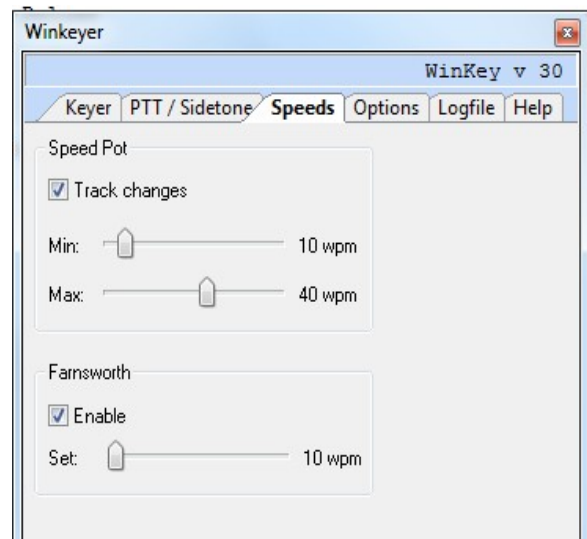 Winkeyer
WinKey v 30
Keyer PTT / Sidetone Speeds Options Logfile Help
Speed Pot
Track changes
Min: 10 wpm
Max: 40 wpm
Farnsworth
Enable
Set: 10 wpm